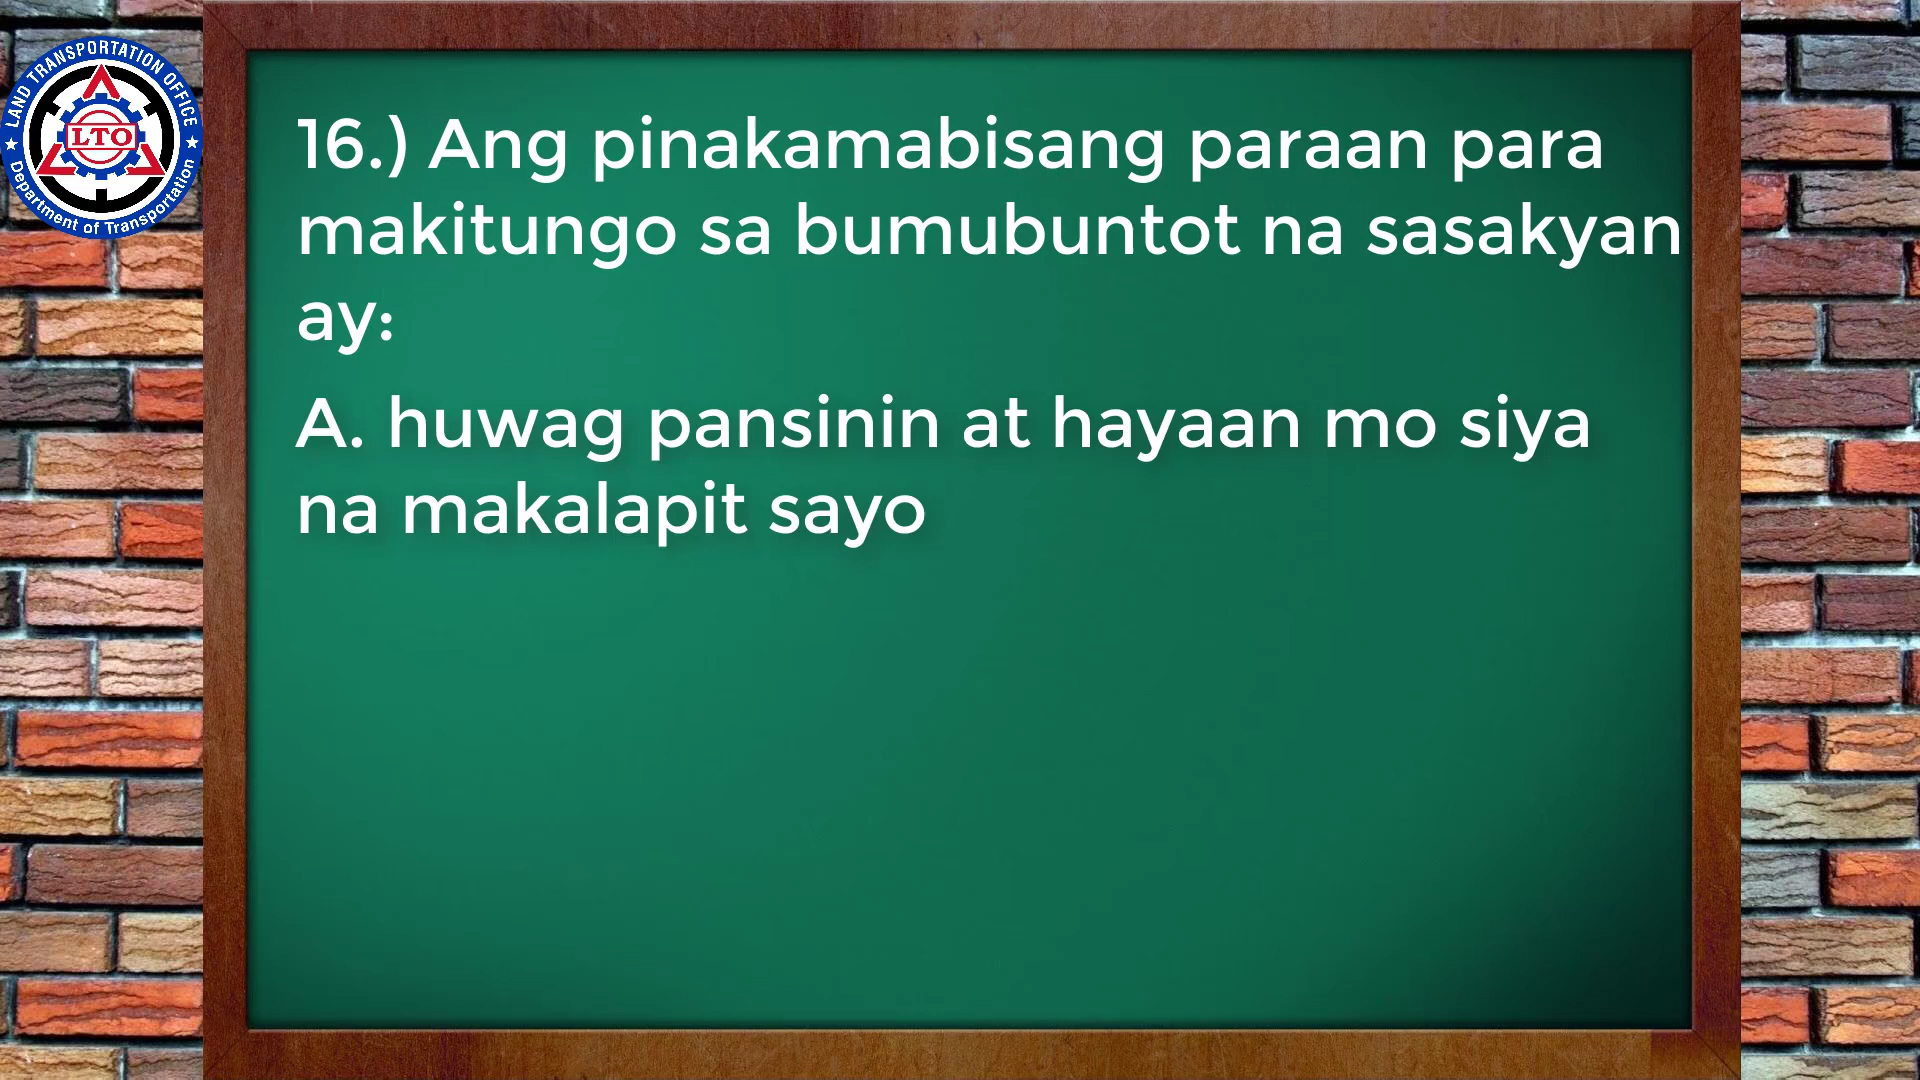 LAND TRANSPORTATION OFFICE
LTO
Department of Transportation
16.) Ang pinakamabisang paraan para
makitungo sa bumubuntot na sasakyan
ay:
A. huwag pansinin at hayaan mo siya
na makalapit sayo